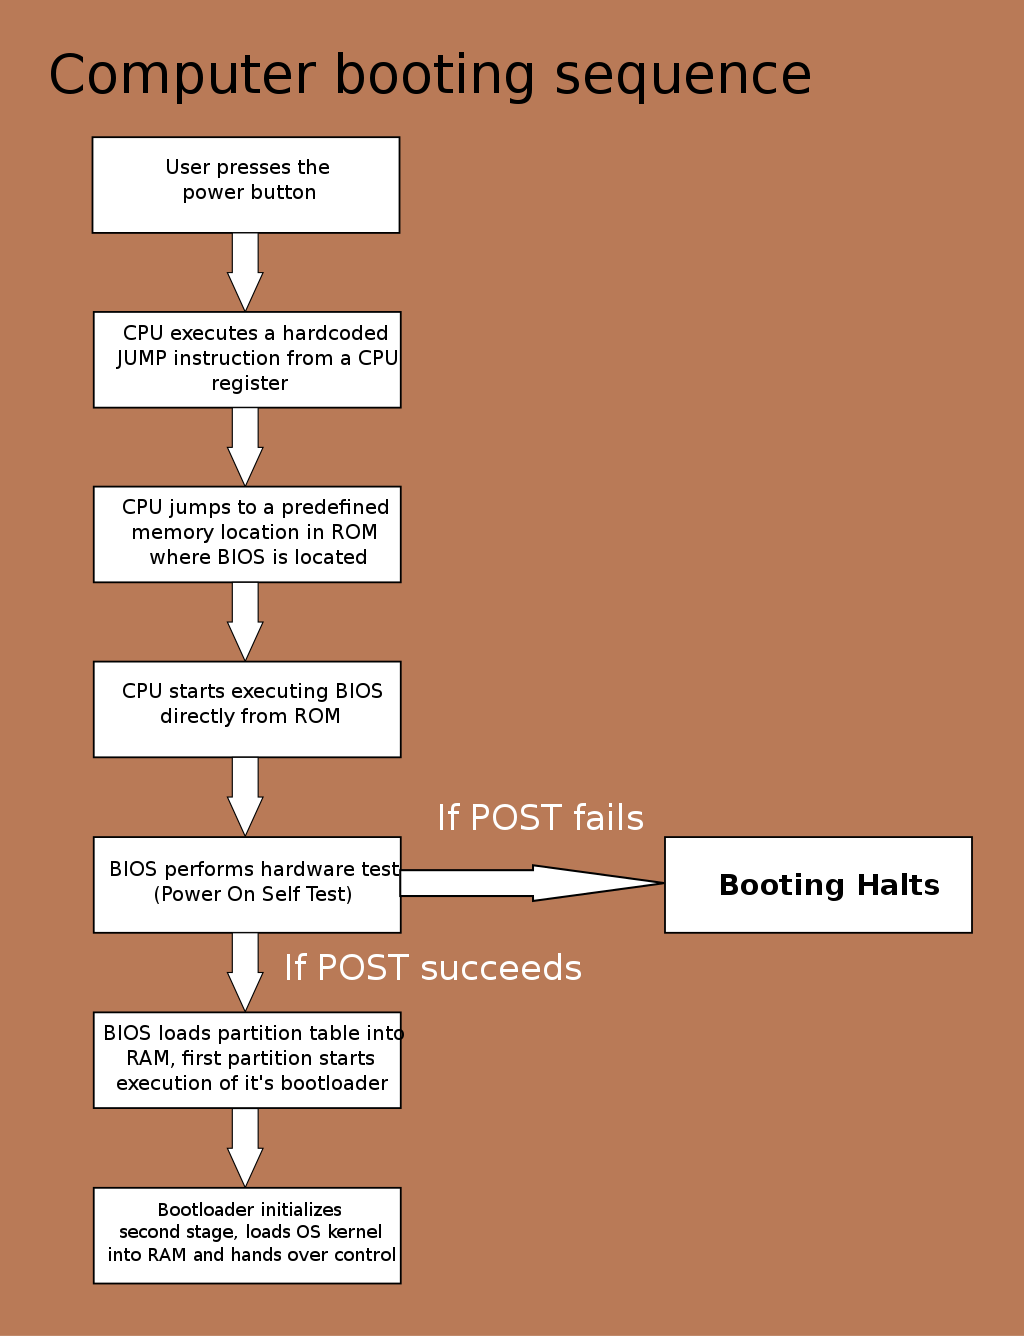 Computer booting sequence
User presses the
power button
CPU executes a hardcoded
JUMP instruction from a CPU
register
CPU jumps to a predefined
memory location in ROM
where BIOS is located
CPU starts executing BIOS
directly from ROM
If POST fails
BIOS performs hardware test
(Power On Self Test)
Booting Halts
If POST succeeds
BIOS loads partition table into
RAM, first partition starts
execution of it's bootloader
Bootloader initializes
second stage, loads OS kernel
into RAM and hands over control